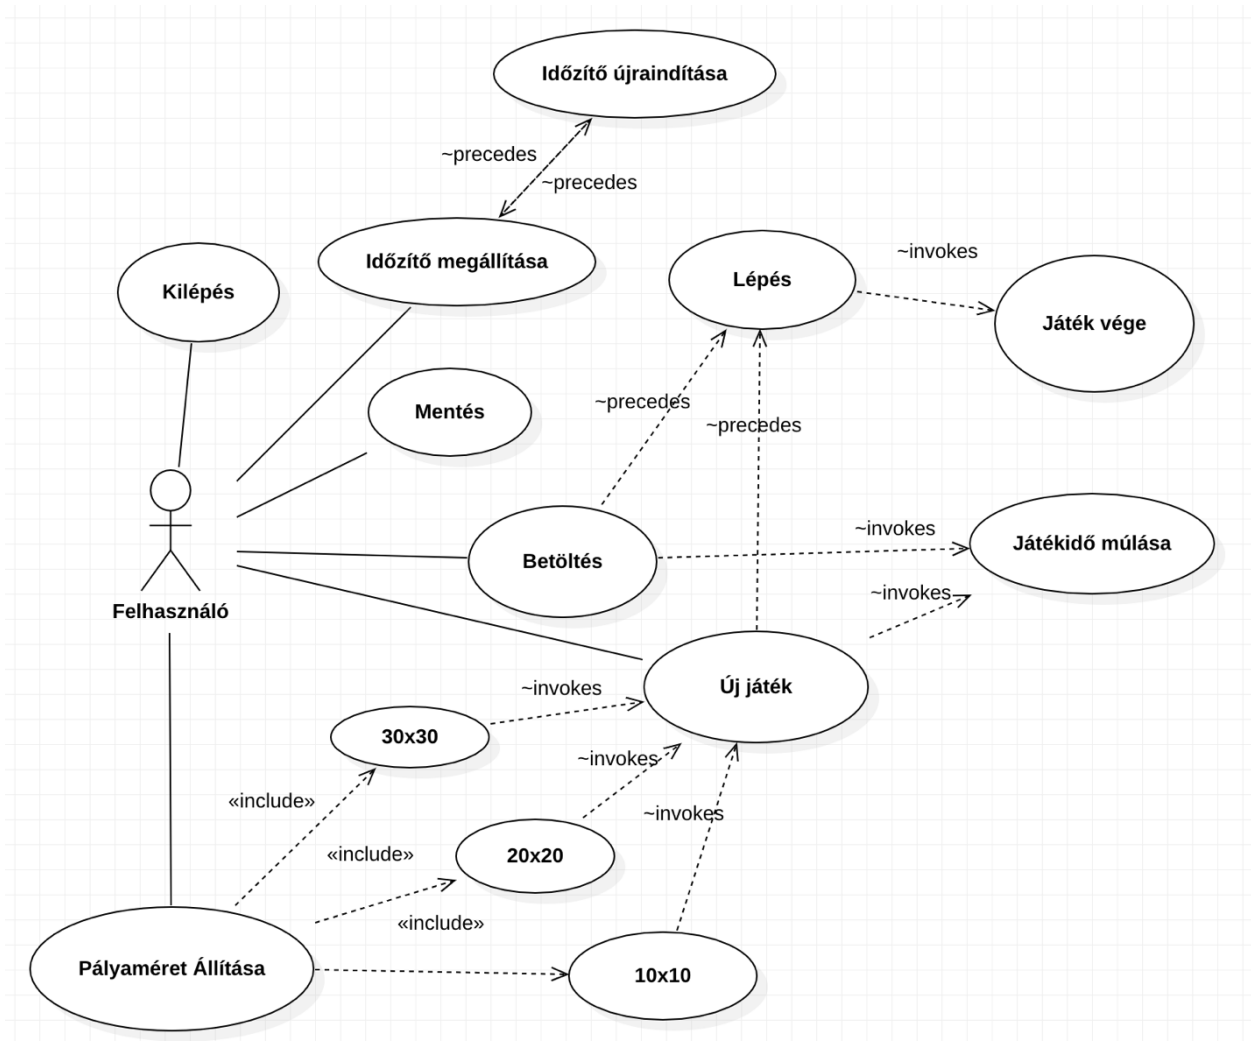 Időzítő újraindítása
~precedes
~precedes
Időzítő megállítása
Lépés
~invokes
Kilépés
Játék vége
Mentés
~precedes
~precedes
~invokes
Betöltés
Játékidő múlása
~invokes
Felhasználó
Új játék
~invokes
30x30
~invokes
«include»
~invokes
«include»
20x20
«include»
Pályaméret Állítása
10x10